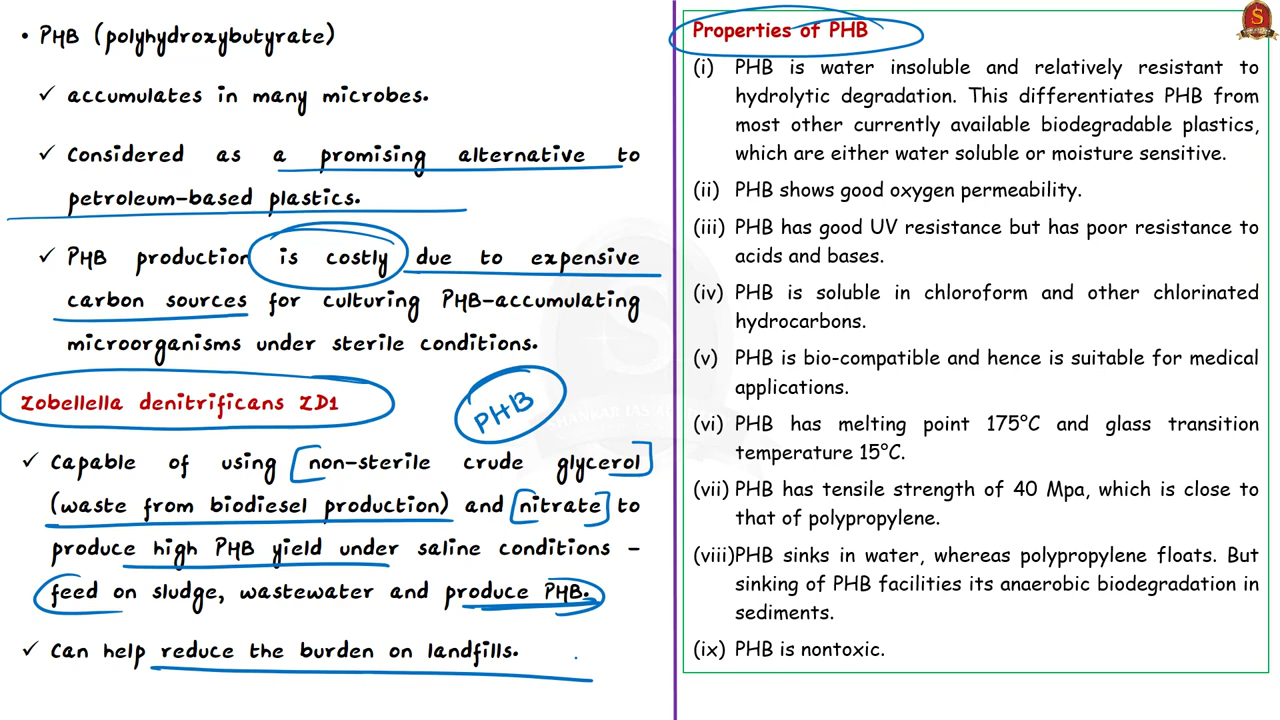 • PHB (polyhydroxybutyrate)
✓ accumulates in many microbes.
✓ Considered as a promising alternative to
petroleum-based plastics.
✓ PHB production is costly due to expensive
carbon sources for culturing PHB-accumulating
microorganisms under sterile conditions.
Zobellella denitrificans ZD1
PHB
✓ Capable of using non-sterile crude glycerol
(waste from biodiesel production) and nitrate to
produce high PHB yield under saline conditions -
feed on sludge, wastewater and produce PHB.
✓ Can help reduce the burden on landfills.
Properties of PHB
(i) PHB is water insoluble and relatively resistant to
hydrolytic degradation. This differentiates PHB from
most other currently available biodegradable plastics,
which are either water soluble or moisture sensitive.
(ii) PHB shows good oxygen permeability.
(iii) PHB has good UV resistance but has poor resistance to
acids and bases.
(iv) PHB is soluble in chloroform and other chlorinated
hydrocarbons.
(v) PHB is bio-compatible and hence is suitable for medical
applications.
(vi) PHB has melting point 175°C and glass transition
temperature 15°C.
(vii) PHB has tensile strength of 40 Mpa, which is close to
that of polypropylene.
(viii) PHB sinks in water, whereas polypropylene floats. But
sinking of PHB facilities its anaerobic biodegradation in
sediments.
(ix) PHB is nontoxic.